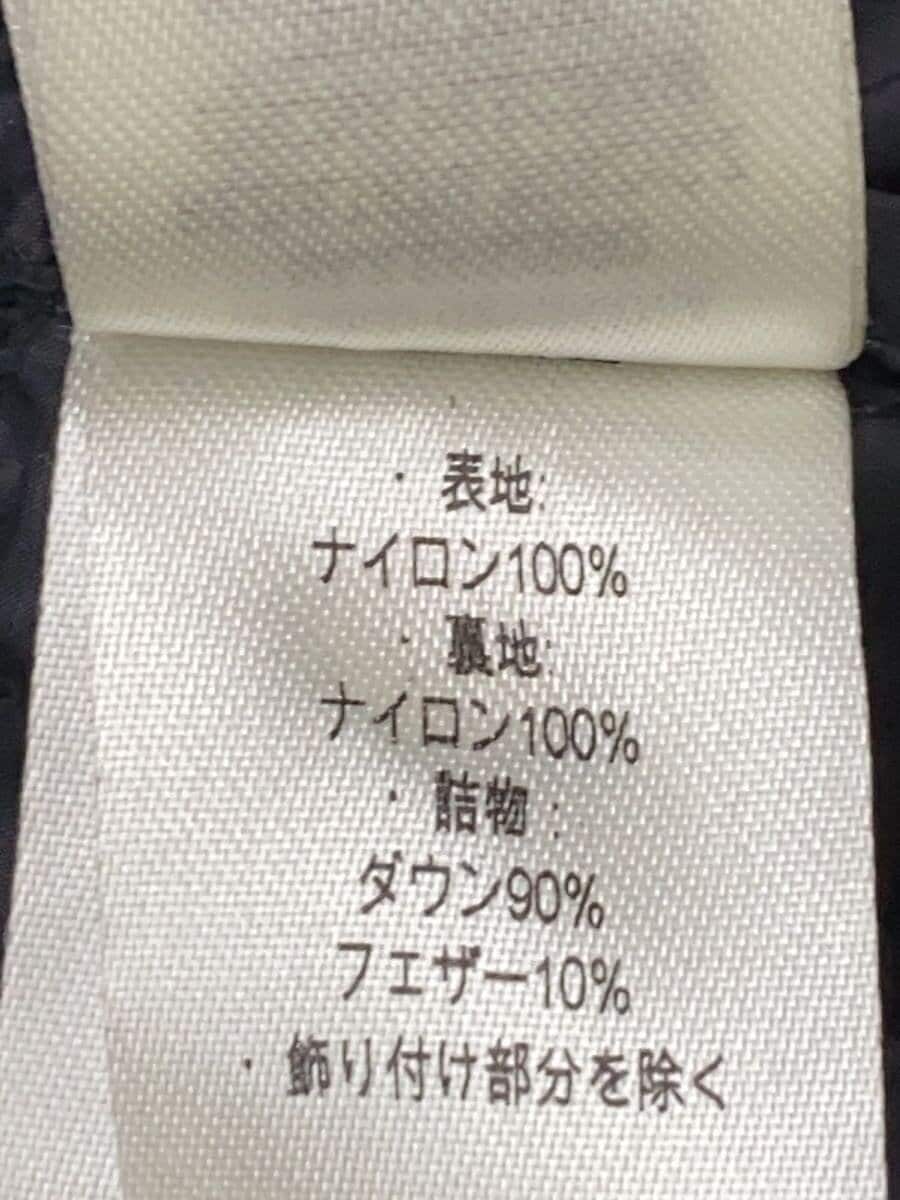 ・表地:
ナイロン100%
・裏地:
ナイロン100%
・詰物:
ダウン90%
フェザー10%
・飾り付け部分を除く